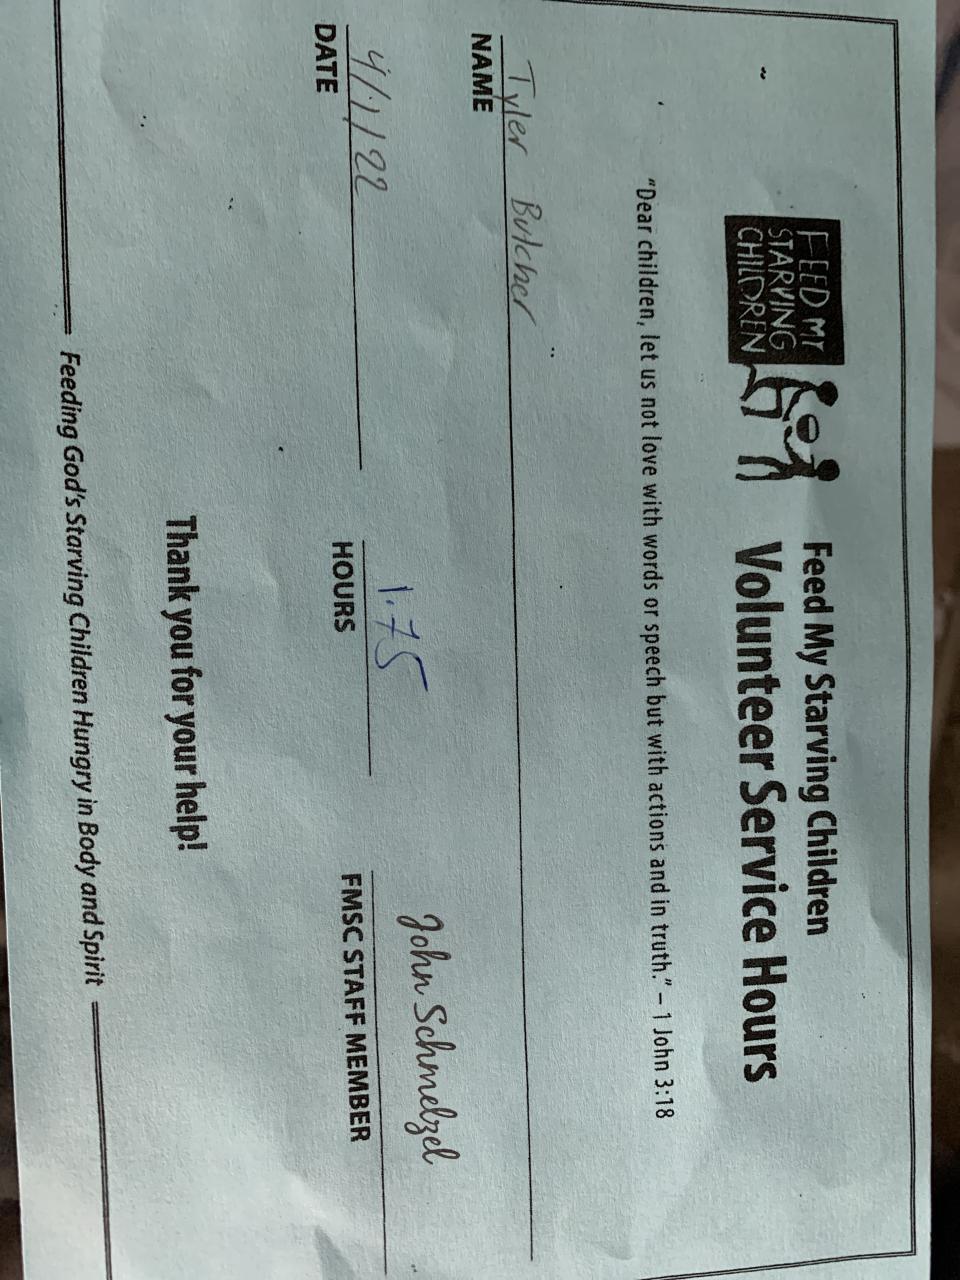 FEED MY
STARVING
CHILDREN
Feed My Starving Children
Volunteer Service Hours
"Dear children, let us not love with words or speech but with actions and in truth." – 1 John 3:18
Tyler Butcher
NAME
4/1/22
DATE
1.75
HOURS
John Schmelzel
FMSC STAFF MEMBER
Thank you for your help!
Feeding God's Starving Children Hungry in Body and Spirit